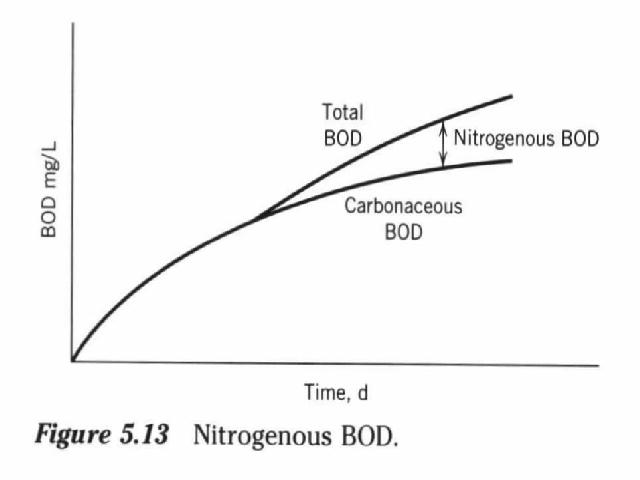 Total
BOD
Nitrogenous BOD
BOD mg/L
Carbonaceous
BOD
Time, d
Figure 5.13 Nitrogenous BOD.